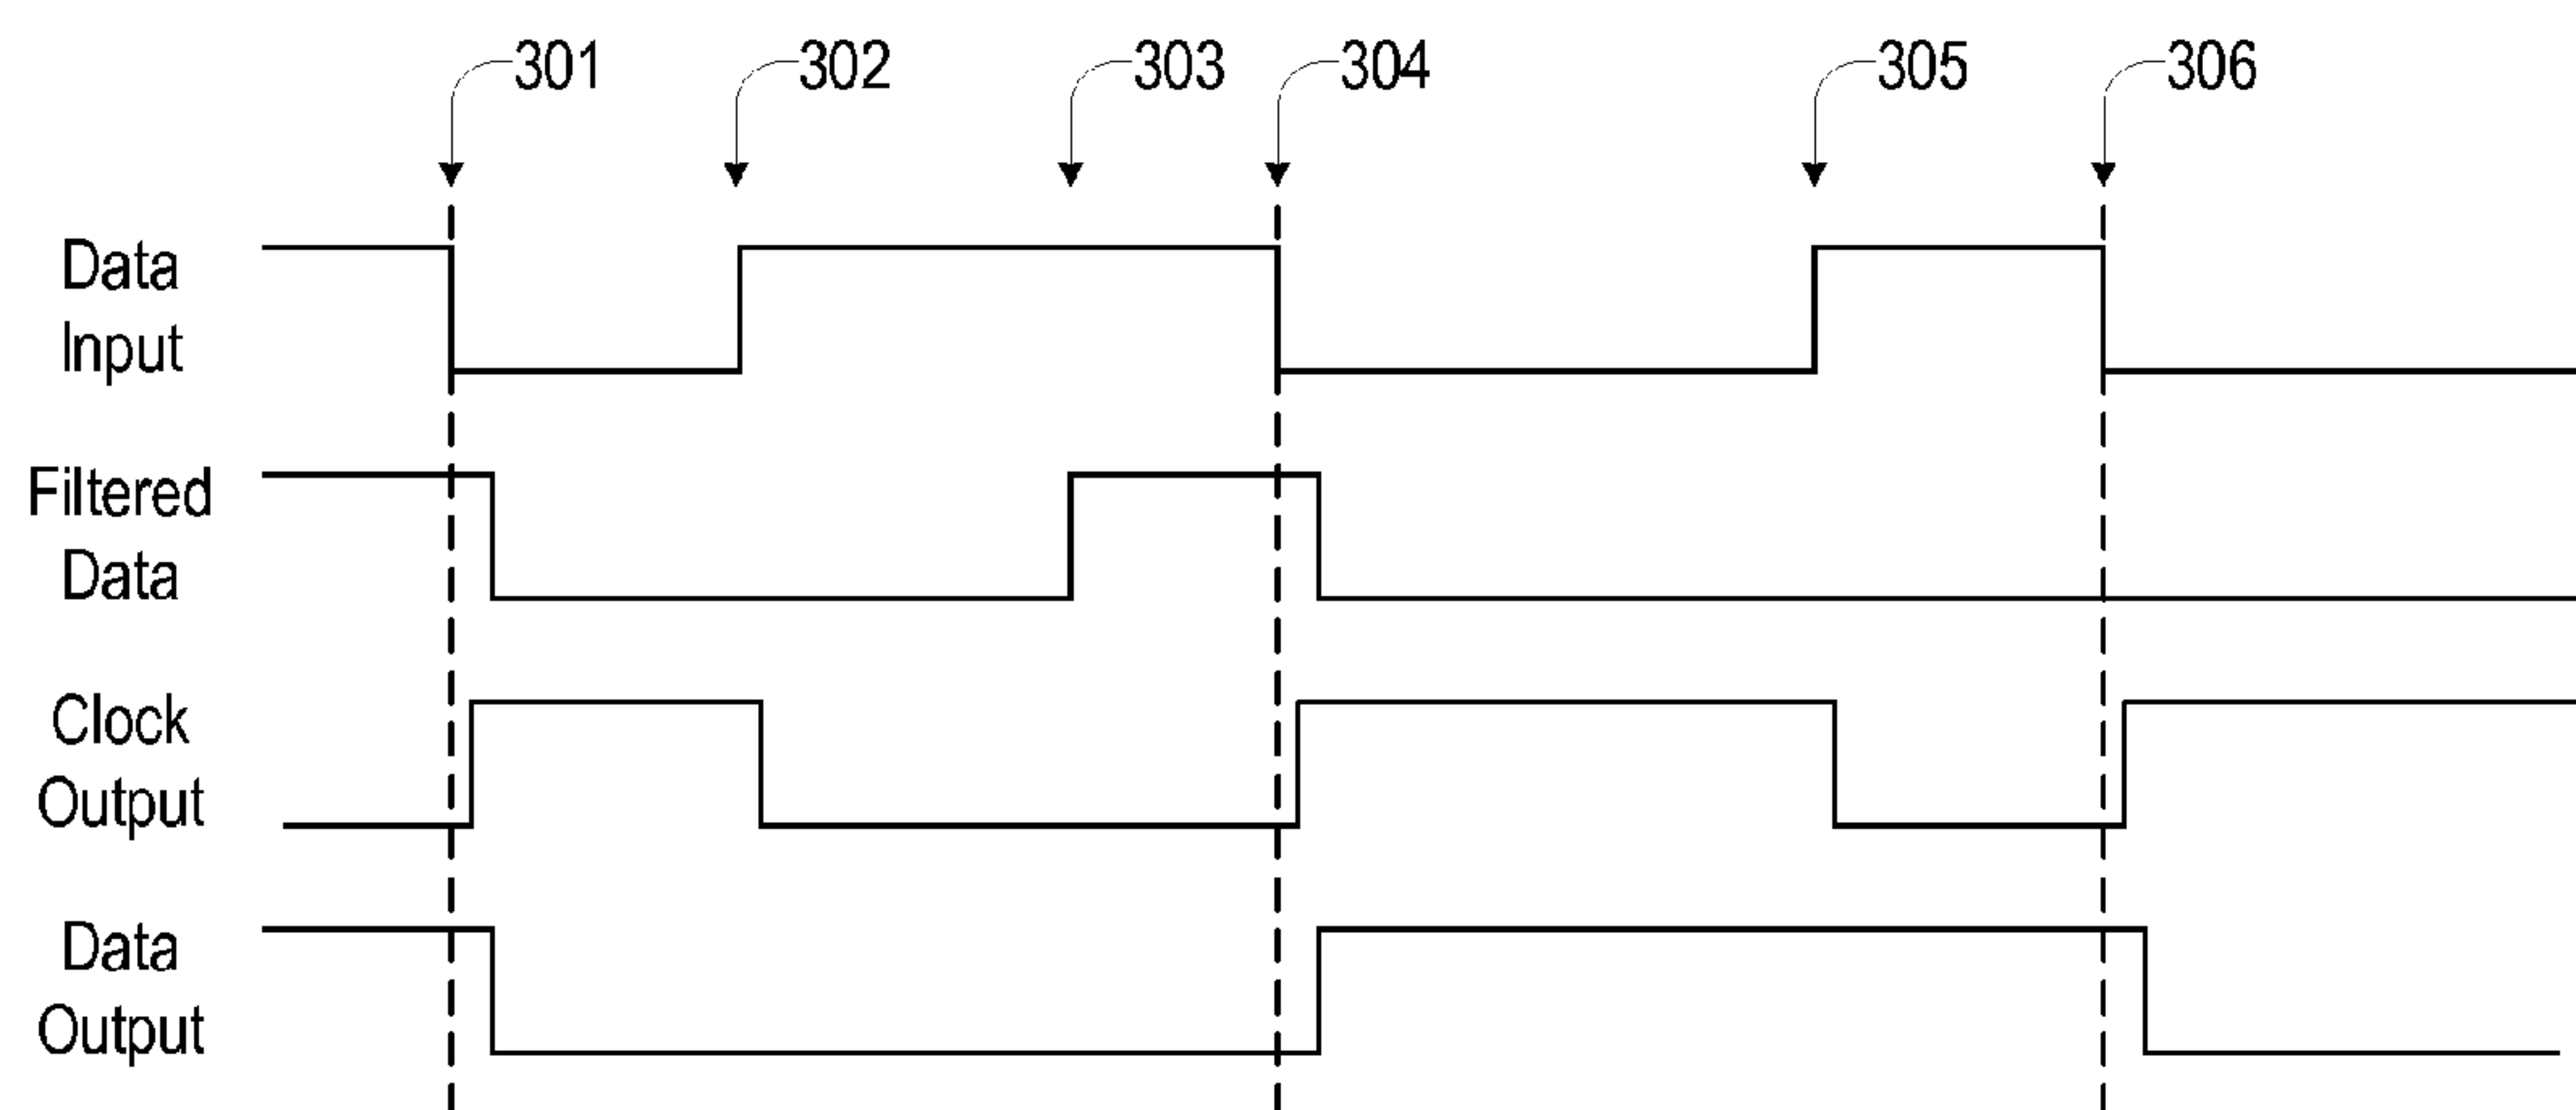 301 302 303 304 305 306
Data
Input
Filtered
Data
Clock
Output
Data
Output